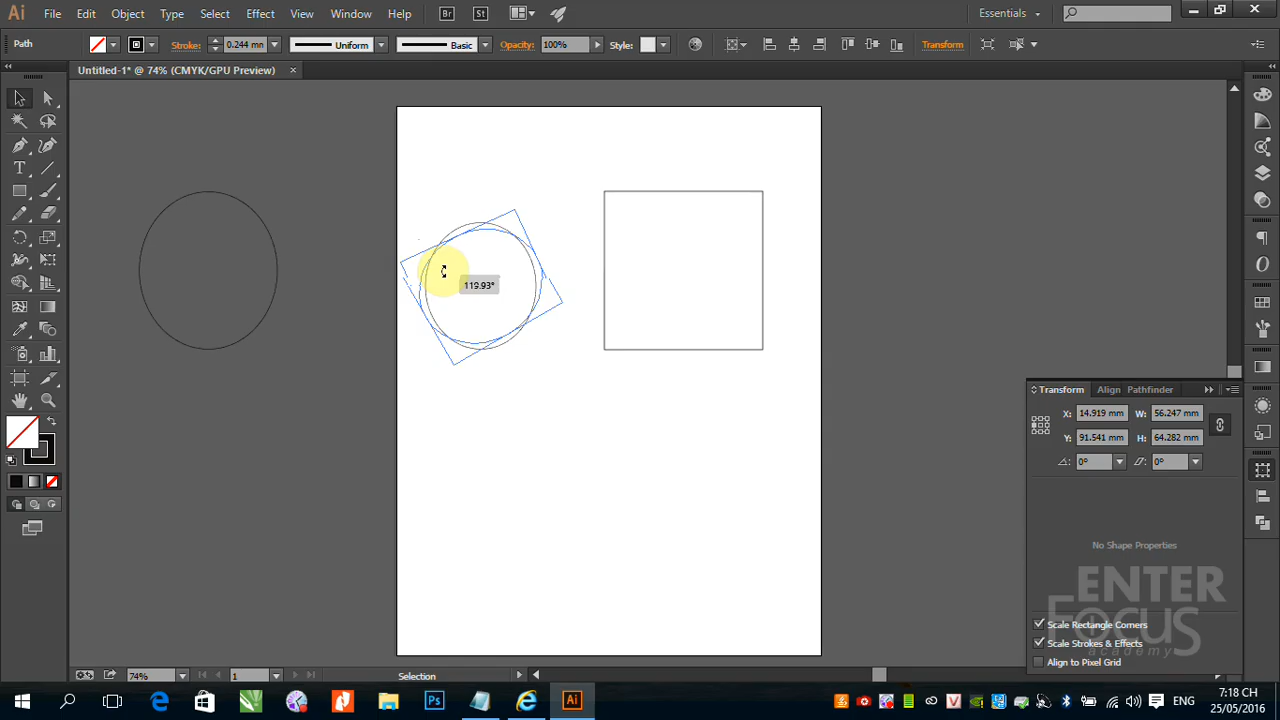 Ai File Edit Object Type Select Effect View Window Help Br St Essentials
Path Stroke: 0.244 mn Uniform Basic Opacity: 100% Style: Transform
Untitled-1* @ 74% (CMYK/GPU Preview) ×
119.93°
Transform Align Pathfinder
X: 14.919 mm W: 56.247 mm
Y: 91.541 mm H: 64.282 mm
0° 0°
No Shape Properties
ENTER
FOCUS
academy
Scale Rectangle Corners
Scale Strokes & Effects
Align to Pixel Grid
74% 1 Selection
Ps Ai V ENG
7:18 CH
25/05/2016